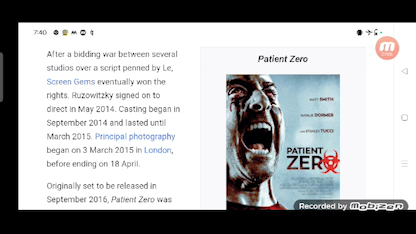 7:40
After a bidding war between several
studios over a script penned by Le,
Screen Gems eventually won the
rights. Ruzowitzky signed on to
direct in May 2014. Casting began in
September 2014 and lasted until
March 2015. Principal photography
began on 3 March 2015 in London,
before ending on 18 April.
Originally set to be released in
September 2016, Patient Zero was
Patient Zero
MATT SMITH
NATALIE DORMER
AND STANLEY TUCCI
PATIENT
ZERO
Recorded by Mobizen